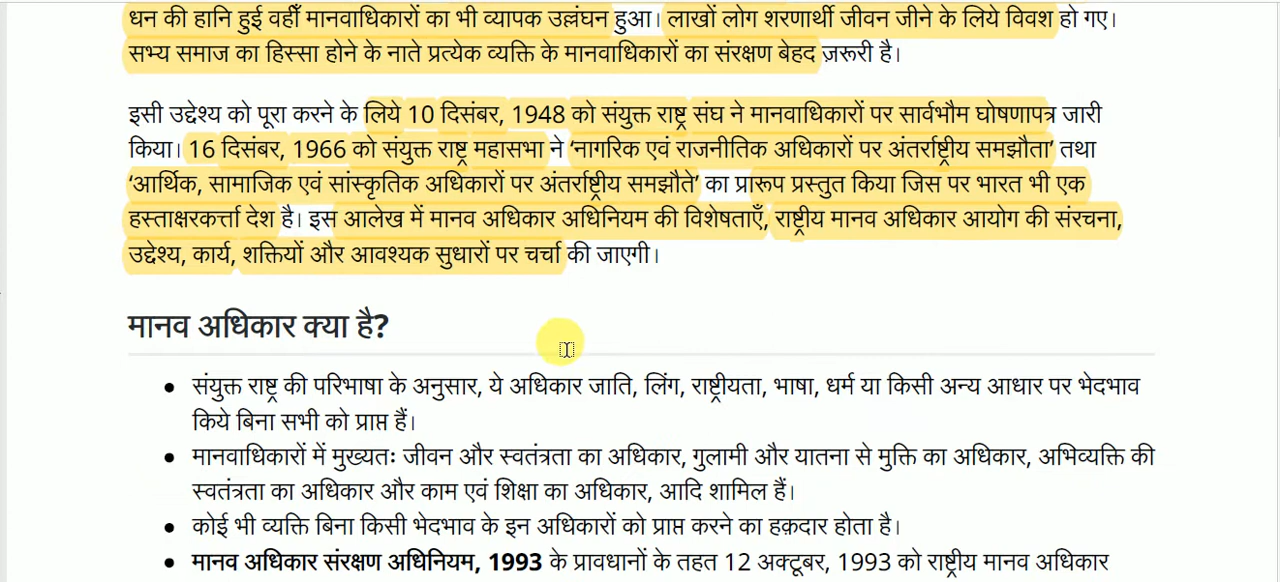 धन की हानि हुई वहीँ मानवाधिकारों का भी व्यापक उल्लंघन हुआ। लाखों लोग शरणार्थी जीवन जीने के लिये विवश हो गए।
सभ्य समाज का हिस्सा होने के नाते प्रत्येक व्यक्ति के मानवाधिकारों का संरक्षण बेहद ज़रूरी है।
इसी उद्देश्य को पूरा करने के लिये 10 दिसंबर, 1948 को संयुक्त राष्ट्र संघ ने मानवाधिकारों पर सार्वभौम घोषणापत्र जारी
किया। 16 दिसंबर, 1966 को संयुक्त राष्ट्र महासभा ने ‘नागरिक एवं राजनीतिक अधिकारों पर अंतर्राष्ट्रीय समझौता’ तथा
‘आर्थिक, सामाजिक एवं सांस्कृतिक अधिकारों पर अंतर्राष्ट्रीय समझौते’ का प्रारूप प्रस्तुत किया जिस पर भारत भी एक
हस्ताक्षरकर्त्ता देश है। इस आलेख में मानव अधिकार अधिनियम की विशेषताएँ, राष्ट्रीय मानव अधिकार आयोग की संरचना,
उद्देश्य, कार्य, शक्तियों और आवश्यक सुधारों पर चर्चा की जाएगी।
मानव अधिकार क्या है?
• संयुक्त राष्ट्र की परिभाषा के अनुसार, ये अधिकार जाति, लिंग, राष्ट्रीयता, भाषा, धर्म या किसी अन्य आधार पर भेदभाव
किये बिना सभी को प्राप्त हैं।
• मानवाधिकारों में मुख्यतः जीवन और स्वतंत्रता का अधिकार, गुलामी और यातना से मुक्ति का अधिकार, अभिव्यक्ति की
स्वतंत्रता का अधिकार और काम एवं शिक्षा का अधिकार, आदि शामिल हैं।
• कोई भी व्यक्ति बिना किसी भेदभाव के इन अधिकारों को प्राप्त करने का हक़दार होता है।
• मानव अधिकार संरक्षण अधिनियम, 1993 के प्रावधानों के तहत 12 अक्टूबर, 1993 को राष्ट्रीय मानव अधिकार